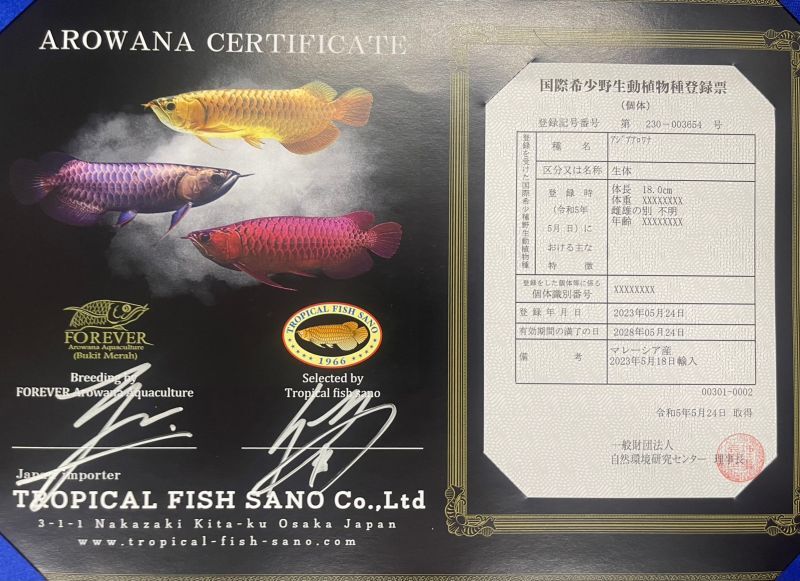 AROWANA CERTIFICATE
FOREVER
Arowana Aquaculture
(Bukit Merah)
Breeding by
FOREVER Arowana Aquaculture
TROPICAL FISH SANO
1966
Selected by
Tropical fish sano
Japan importer
TROPICAL FISH SANO Co.,Ltd
3-1-1 Nakazaki Kita-ku Osaka Japan
www.tropical-fish-sano.com
国際希少野生動植物種登録票
(個体)
登録記号番号 第 230-003654 号
登録を受けた国際希少野生動植物種
種名 アジアアロワナ
区分又は名称 生体
登録時 体長 18.0cm
(令和5年 体重 XXXXXXXX
5月 日)に 雌雄の別 不明
おける主な 年齢 XXXXXXXX
特徴
登録をした個体等に係る
個体識別番号 XXXXXXXX
登録年月日 2023年05月24日
有効期間の満了の日 2028年05月24日
備考 マレーシア産
2023年5月18日輸入
00301-0002
令和5年5月24日 取得
一般財団法人
自然環境研究センター 理事長